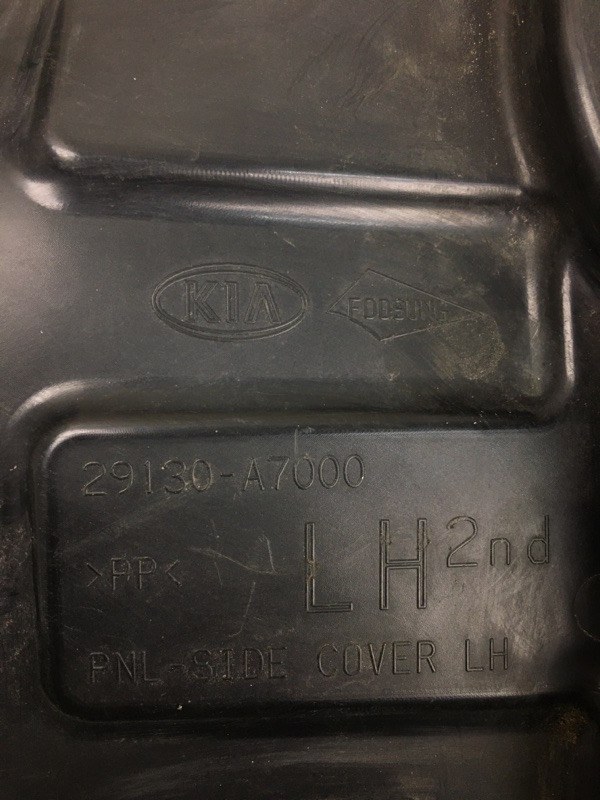 KIA
29130-A7000
>PP<
LH 2nd
PNL-SIDE COVER LH